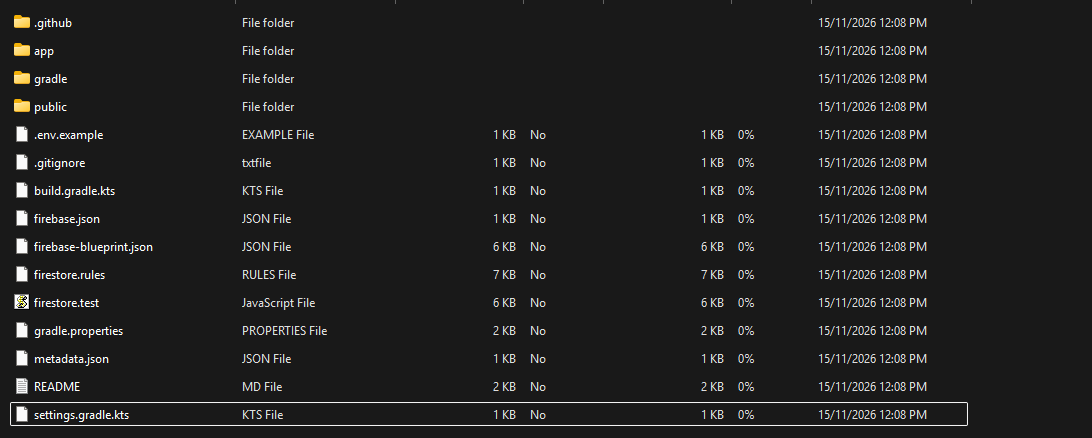 .github File folder 15/11/2026 12:08 PM
app File folder 15/11/2026 12:08 PM
gradle File folder 15/11/2026 12:08 PM
public File folder 15/11/2026 12:08 PM
.env.example EXAMPLE File 1 KB No 1 KB 0% 15/11/2026 12:08 PM
.gitignore txtfile 1 KB No 1 KB 0% 15/11/2026 12:08 PM
build.gradle.kts KTS File 1 KB No 1 KB 0% 15/11/2026 12:08 PM
firebase.json JSON File 1 KB No 1 KB 0% 15/11/2026 12:08 PM
firebase-blueprint.json JSON File 6 KB No 6 KB 0% 15/11/2026 12:08 PM
firestore.rules RULES File 7 KB No 7 KB 0% 15/11/2026 12:08 PM
firestore.test JavaScript File 6 KB No 6 KB 0% 15/11/2026 12:08 PM
gradle.properties PROPERTIES File 2 KB No 2 KB 0% 15/11/2026 12:08 PM
metadata.json JSON File 1 KB No 1 KB 0% 15/11/2026 12:08 PM
README MD File 2 KB No 2 KB 0% 15/11/2026 12:08 PM
settings.gradle.kts KTS File 1 KB No 1 KB 0% 15/11/2026 12:08 PM